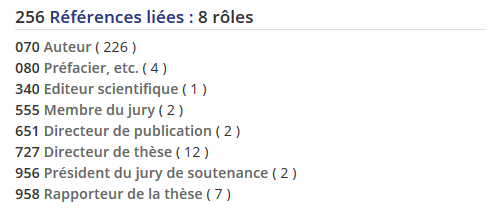 256 Références liées : 8 rôles
070 Auteur ( 226 )
080 Préfacier, etc. ( 4 )
340 Editeur scientifique ( 1 )
555 Membre du jury ( 2 )
651 Directeur de publication ( 2 )
727 Directeur de thèse ( 12 )
956 Président du jury de soutenance ( 2 )
958 Rapporteur de la thèse ( 7 )